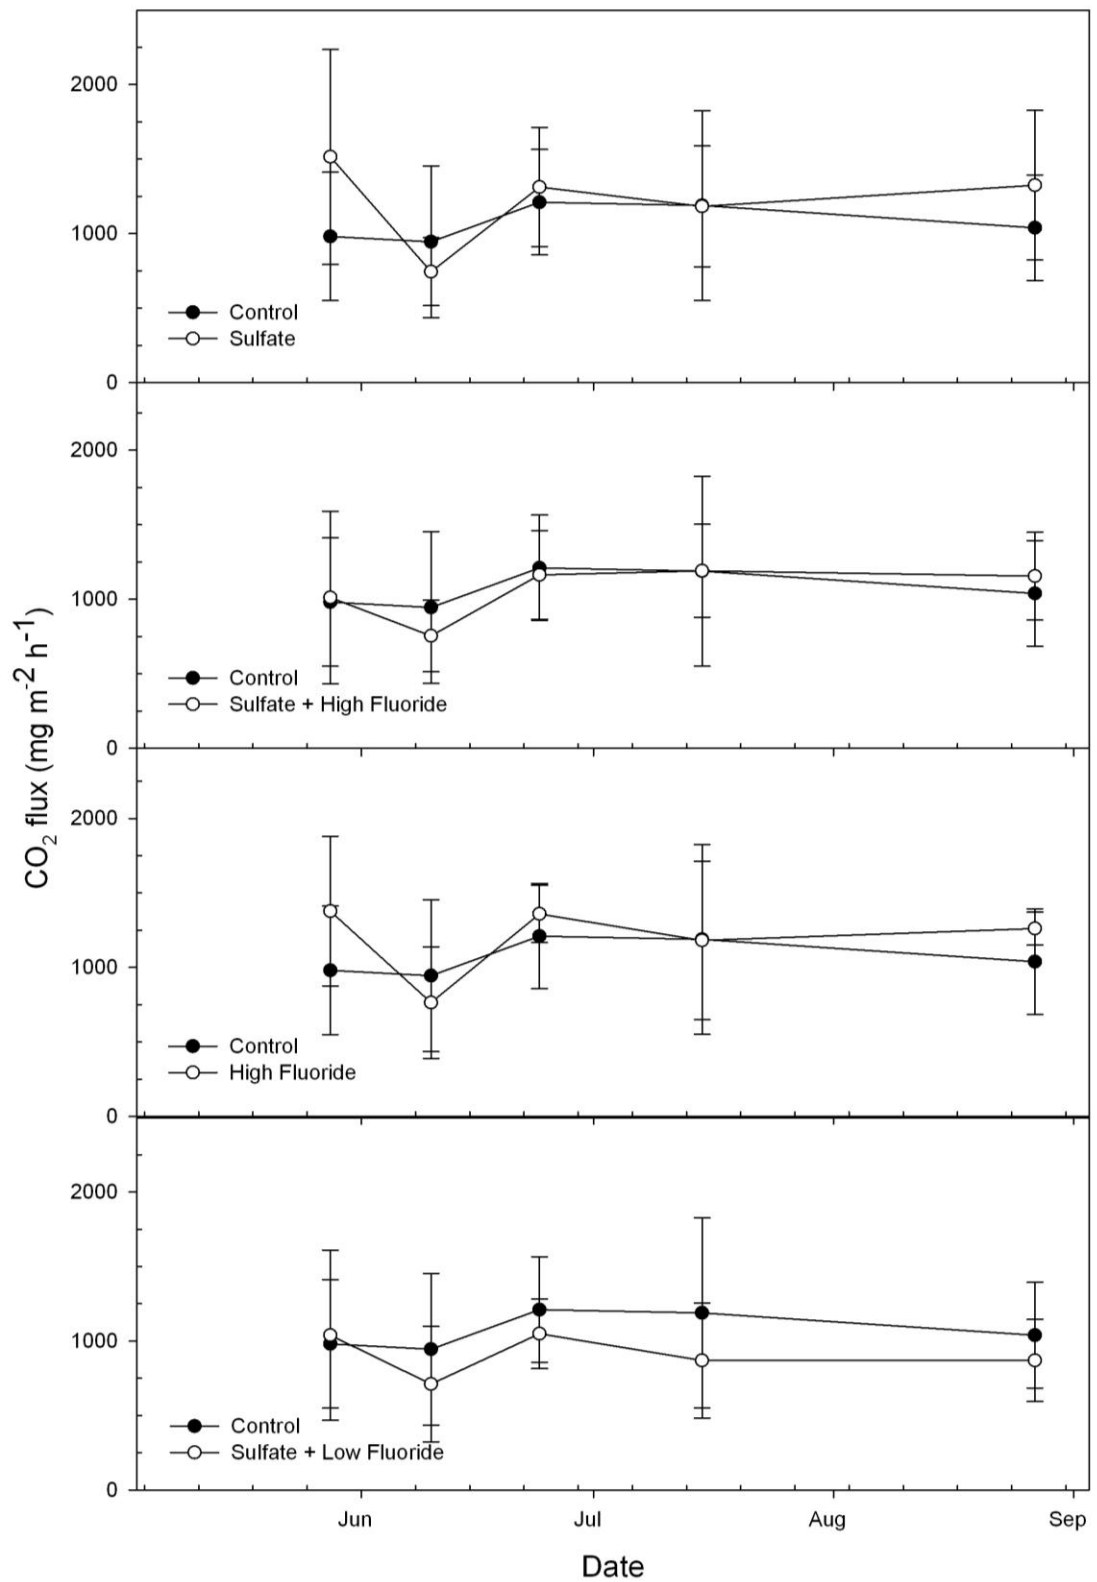 2000
1000
Control
Sulfate
0
2000
1000
Control
Sulfate + High Fluoride
0
CO2 flux (mg m-2 h-1)
2000
1000
Control
High Fluoride
0
2000
1000
Control
Sulfate + Low Fluoride
0
Jun Jul Aug Sep
Date